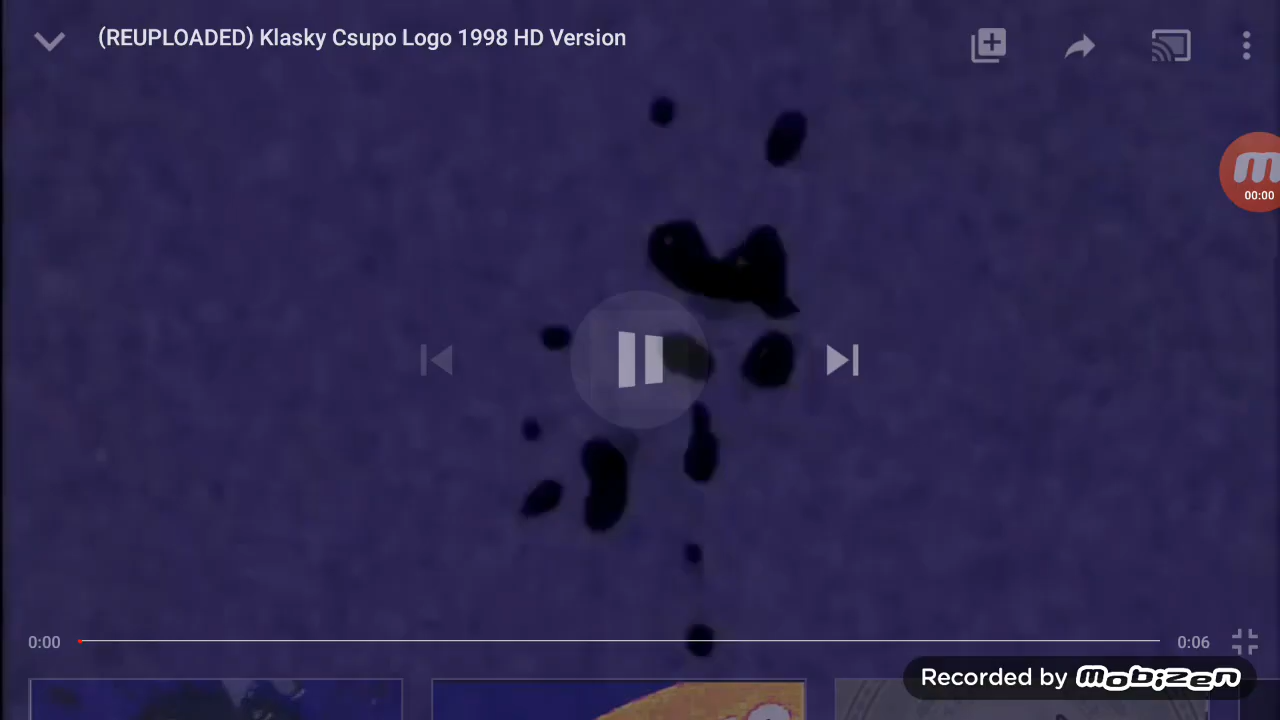 (REUPLOADED) Klasky Csupo Logo 1998 HD Version
m
00:00
0:00
0:06
Recorded by mobizen